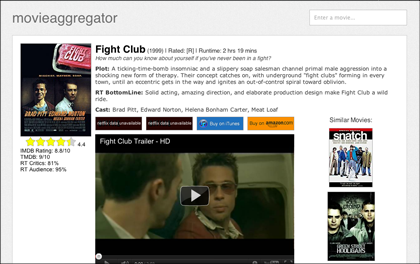 movieaggregator
Enter a movie...
Fight Club (1999) | Rated: [R] | Runtime: 2 hrs 19 mins
How much can you know about yourself if you've never been in a fight?
Plot: A ticking-time-bomb insomniac and a slippery soap salesman channel primal male aggression into a
shocking new form of therapy. Their concept catches on, with underground "fight clubs" forming in every
town, until an eccentric gets in the way and ignites an out-of-control spiral toward oblivion.
RT BottomLine: Solid acting, amazing direction, and elaborate production design make Fight Club a wild
ride.
Cast: Brad Pitt, Edward Norton, Helena Bonham Carter, Meat Loaf
FIGHT CLUB
BRAD PITT EDWARD NORTON
4.4
IMDB Rating: 8.8/10
TMDB: 9/10
RT Critics: 81%
RT Audience: 95%
netflix data unavailable
netflix data unavailable
Buy on iTunes
Buy on amazon.com
Fight Club Trailer - HD
Similar Movies:
snatch
GREEN STREET
HOOLIGANS